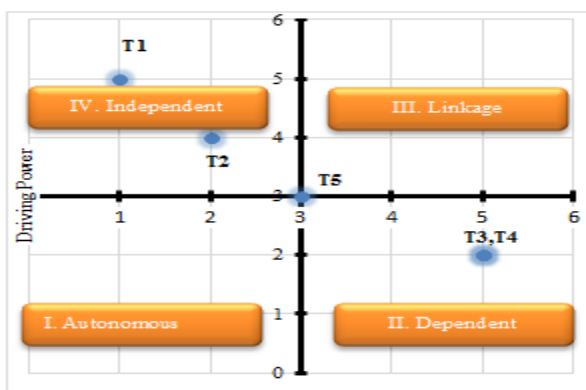 6
T1
5
IV. Independent
III. Linkage
4
T2
T5
3
1
2
3
4
5
6
Driving Power
T3,T4
2
I. Autonomous
1
II. Dependent
0